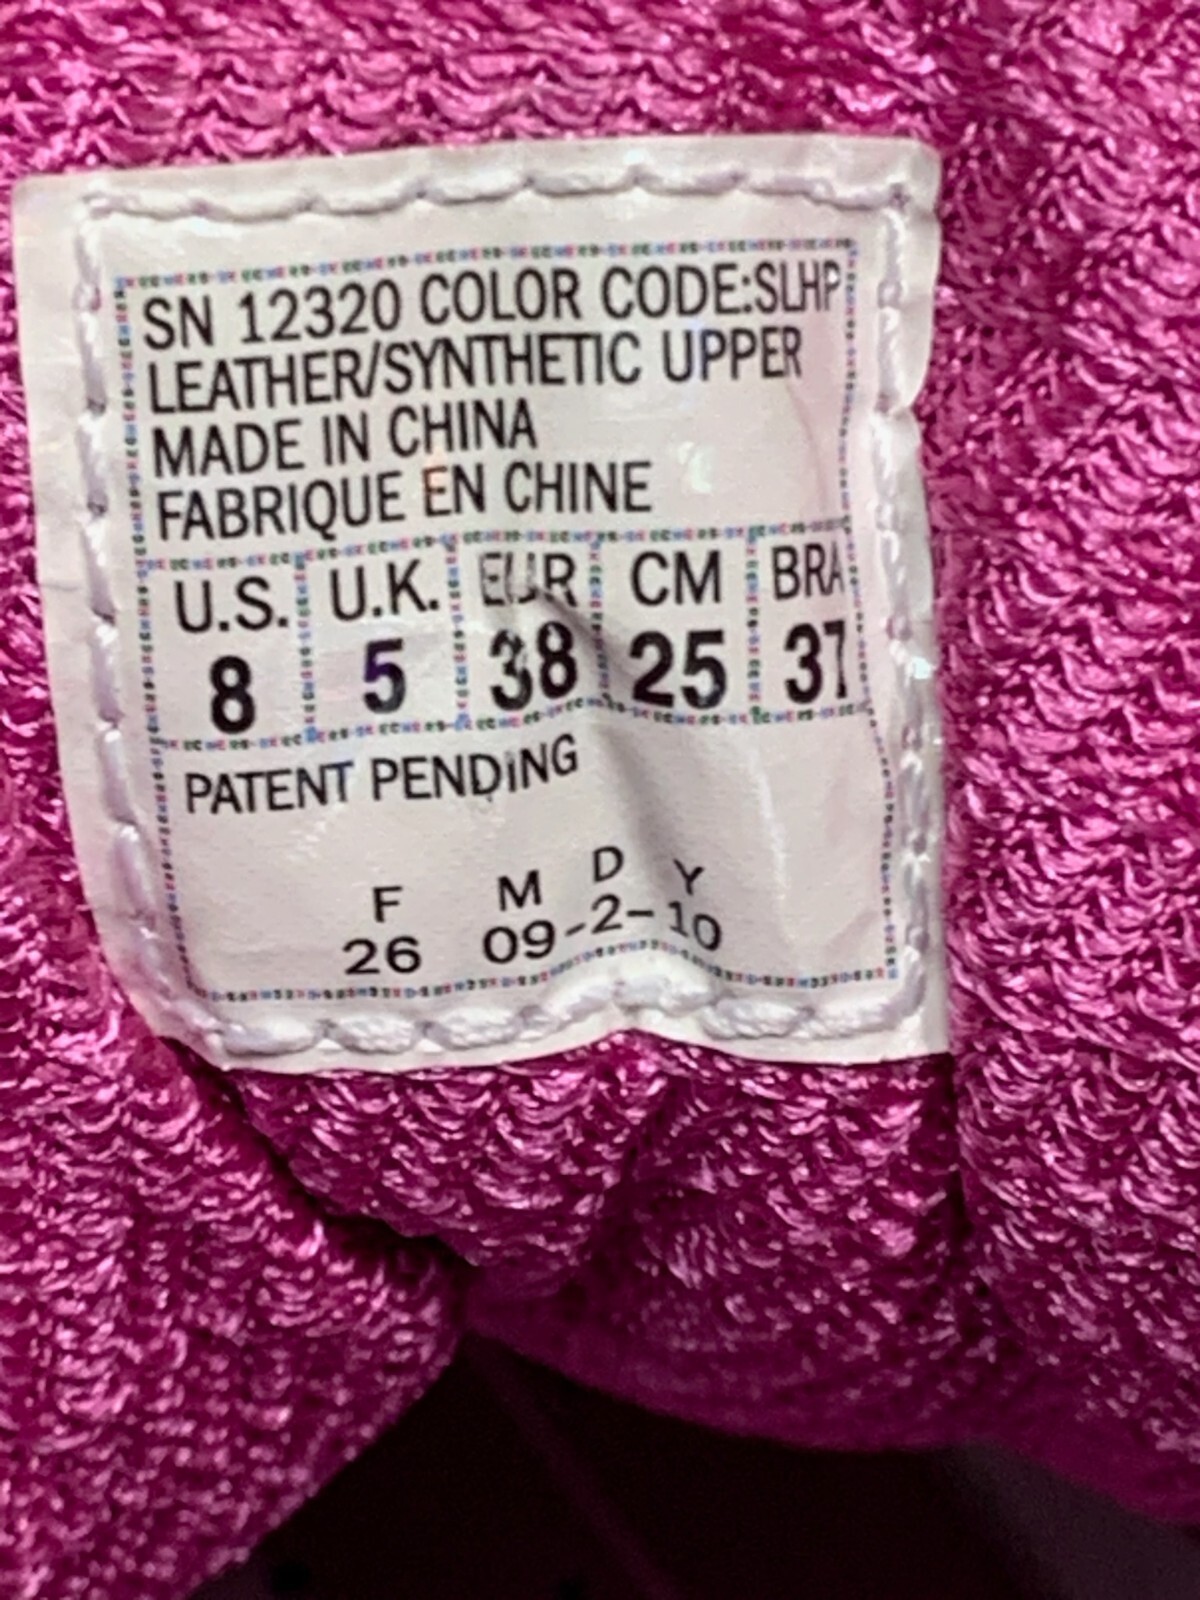 SN 12320 COLOR CODE:SLHP
LEATHER/SYNTHETIC UPPER
MADE IN CHINA
FABRIQUE EN CHINE
U.S. U.K. EUR CM BRA
8 5 38 25 37
PATENT PENDING
F M D Y
26 09-2-10